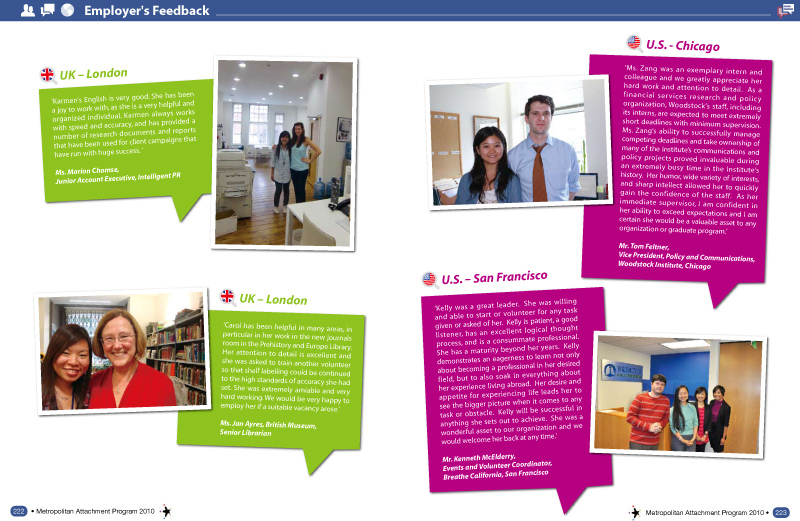 Employer's Feedback
UK – London
'Karmen's English is very good. She has been
a joy to work with, as she is a very helpful and
organized individual. Karmen always works
with speed and accuracy, and has provided a
number of research documents and reports
that have been used for client campaigns that
have run with huge success. '
Ms. Marion Chomse,
Junior Account Executive, Intelligent PR
UK – London
'Carol has been helpful in many areas, in
particular in her work in the new journals
room in the Prehistory and Europe Library.
Her attention to detail is excellent and
she was asked to train another volunteer
so that shelf labelling could be continued
to the high standards of accuracy she had
set. She was extremely amiable and very
hard working. We would be very happy to
employ her if a suitable vacancy arose.'
Ms. Jan Ayres, British Museum,
Senior Librarian
222 • Metropolitan Attachment Program 2010
U.S. - Chicago
'Ms. Zang was an exemplary intern and
colleague and we greatly appreciate her
hard work and attention to detail. As a
financial services research and policy
organization, Woodstock's staff, including
its interns, are expected to meet extremely
short deadlines with minimum supervision.
Ms. Zang's ability to successfully manage
competing deadlines and take ownership of
many of the institute's communications and
policy projects proved invaluable during
an extremely busy time in the Institute's
history. Her humor, wide variety of interests,
and sharp intellect allowed her to quickly
gain the confidence of the staff. As her
immediate supervisor, I am confident in
her ability to exceed expectations and I am
certain she would be a valuable asset to any
organization or graduate program.'
Mr. Tom Feltner,
Vice President, Policy and Communications,
Woodstock Institute, Chicago
U.S. – San Francisco
'Kelly was a great leader. She was willing
and able to start or volunteer for any task
given or asked of her. Kelly is patient, a good
listener, has an excellent logical thought
process, and is a consummate professional.
She has a maturity beyond her years. Kelly
demonstrates an eagerness to learn not only
about becoming a professional in her desired
field, but to also soak in everything about
her experience living abroad. Her desire and
appetite for experiencing life leads her to
see the bigger picture when it comes to any
task or obstacle. Kelly will be successful in
anything she sets out to achieve. She was a
wonderful asset to our organization and we
would welcome her back at any time.'
Mr. Kenneth McElderry,
Events and Volunteer Coordinator,
Breathe California, San Francisco
Metropolitan Attachment Program 2010 • 223